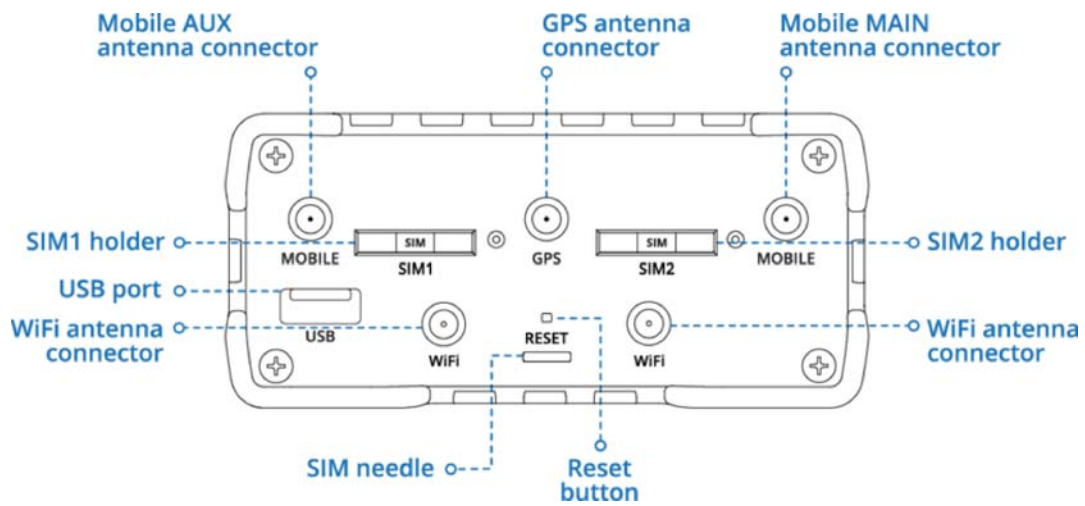 Mobile AUX
antenna connector
GPS antenna
connector
Mobile MAIN
antenna connector
SIM1 holder
SIM
SIM
SIM2 holder
MOBILE
SIM1
GPS
SIM2
MOBILE
USB port
USB
WiFi antenna
connector
RESET
WiFi antenna
connector
WiFi
WiFi
SIM needle
Reset
button